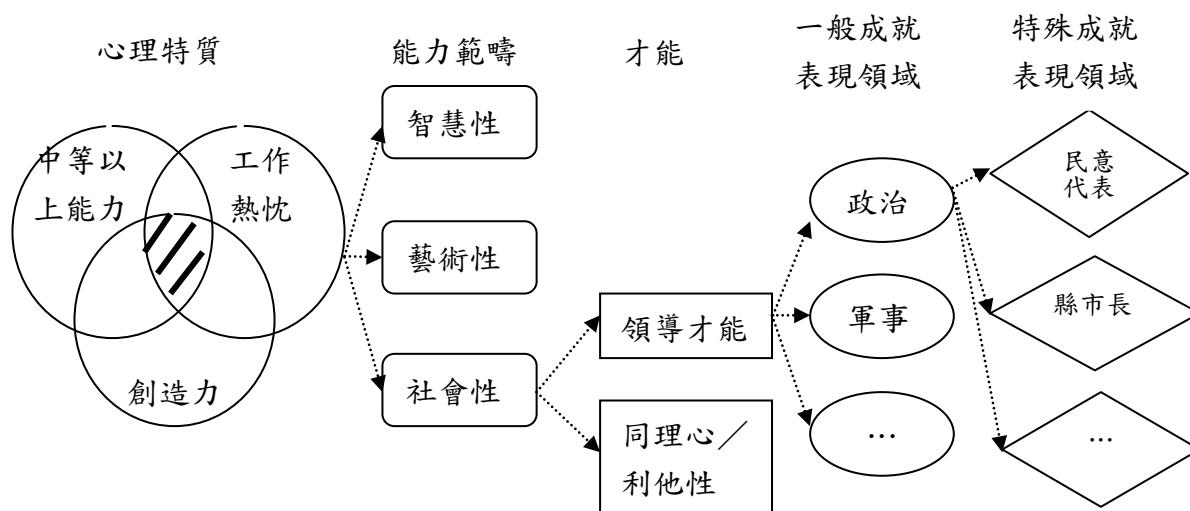 心理特質
能力範疇
才能
一般成就
表現領域
特殊成就
表現領域
中等以
上能力
工作
熱忱
創造力
智慧性
藝術性
社會性
領導才能
同理心／
利他性
政治
軍事
…
民意
代表
縣市長
…